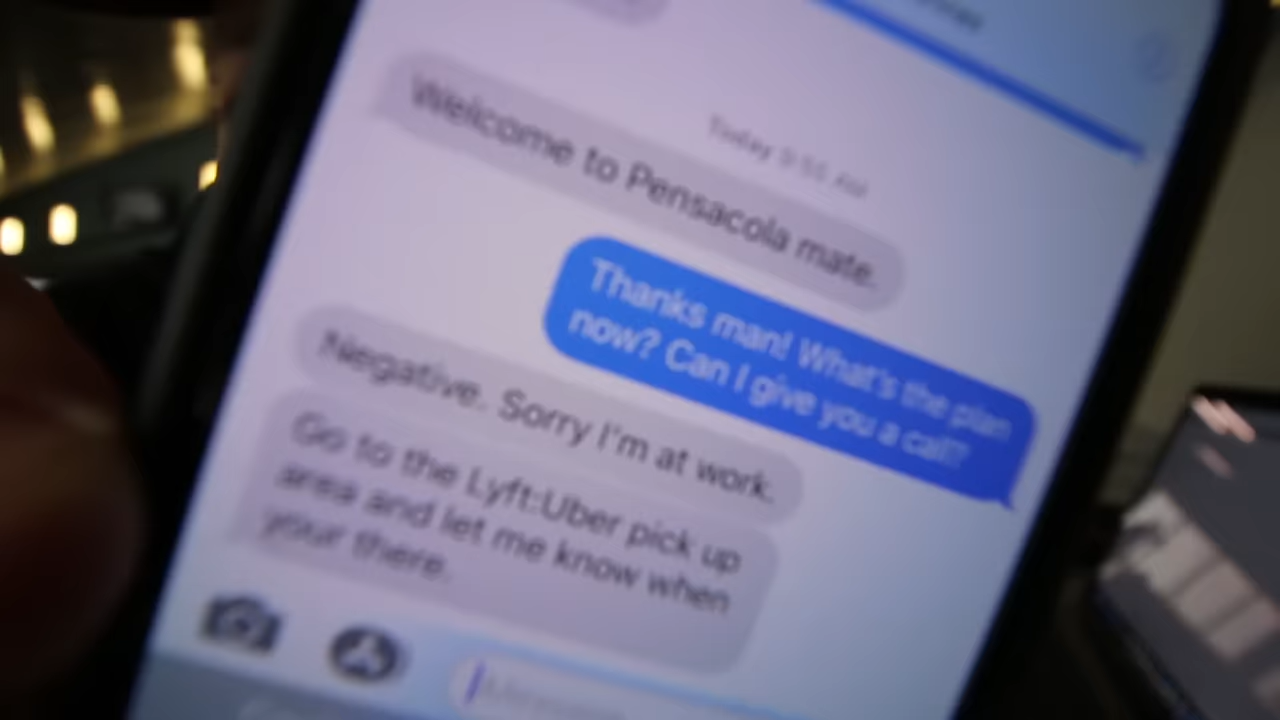 Today
Welcome to Pensacola mate.
Thanks man! What's the plan
now? Can I give you a call?
Negative. Sorry I'm at work.
Go to the Lyft:Uber pick up
area and let me know when
your there.